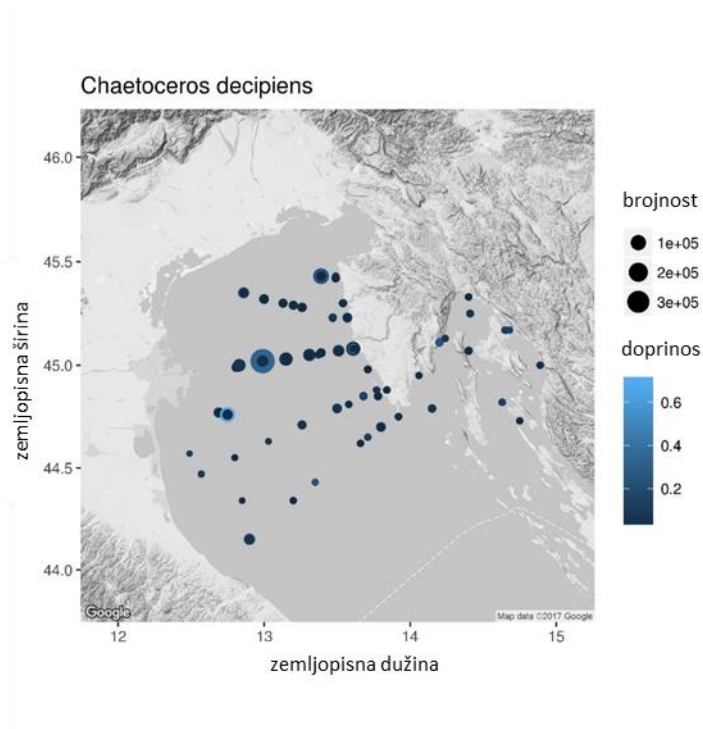 Chaetoceros decipiens
46.0
45.5
45.0
44.5
44.0
zemljopisna širina
12
13
14
15
zemljopisna dužina
Google
Map data ©2017 Google
brojnost
1e+05
2e+05
3e+05
doprinos
0.6
0.4
0.2